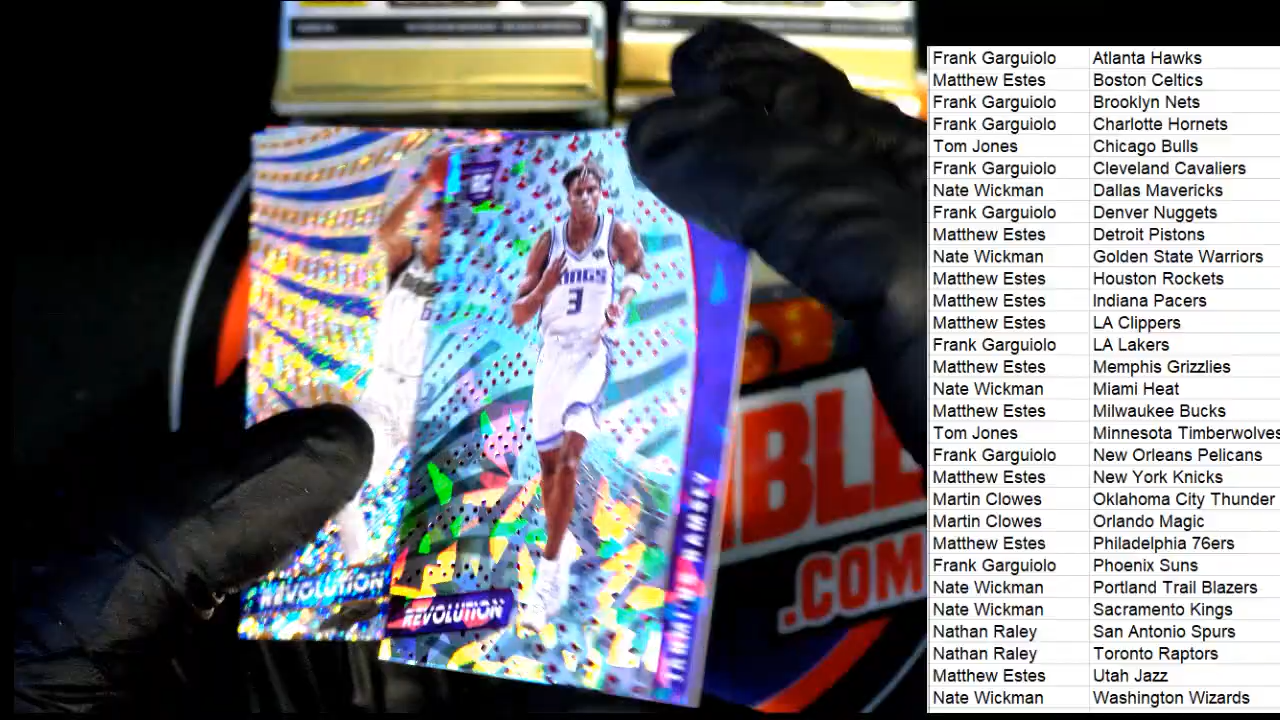 RC
KINGS
3
REVOLUTION
REVOLUTION
IBLE
.COM
Frank Garguiolo Atlanta Hawks
Matthew Estes Boston Celtics
Frank Garguiolo Brooklyn Nets
Frank Garguiolo Charlotte Hornets
Tom Jones Chicago Bulls
Frank Garguiolo Cleveland Cavaliers
Nate Wickman Dallas Mavericks
Frank Garguiolo Denver Nuggets
Matthew Estes Detroit Pistons
Nate Wickman Golden State Warriors
Matthew Estes Houston Rockets
Matthew Estes Indiana Pacers
Matthew Estes LA Clippers
Frank Garguiolo LA Lakers
Matthew Estes Memphis Grizzlies
Nate Wickman Miami Heat
Matthew Estes Milwaukee Bucks
Tom Jones Minnesota Timberwolves
Frank Garguiolo New Orleans Pelicans
Matthew Estes New York Knicks
Martin Clowes Oklahoma City Thunder
Martin Clowes Orlando Magic
Matthew Estes Philadelphia 76ers
Frank Garguiolo Phoenix Suns
Nate Wickman Portland Trail Blazers
Nate Wickman Sacramento Kings
Nathan Raley San Antonio Spurs
Nathan Raley Toronto Raptors
Matthew Estes Utah Jazz
Nate Wickman Washington Wizards